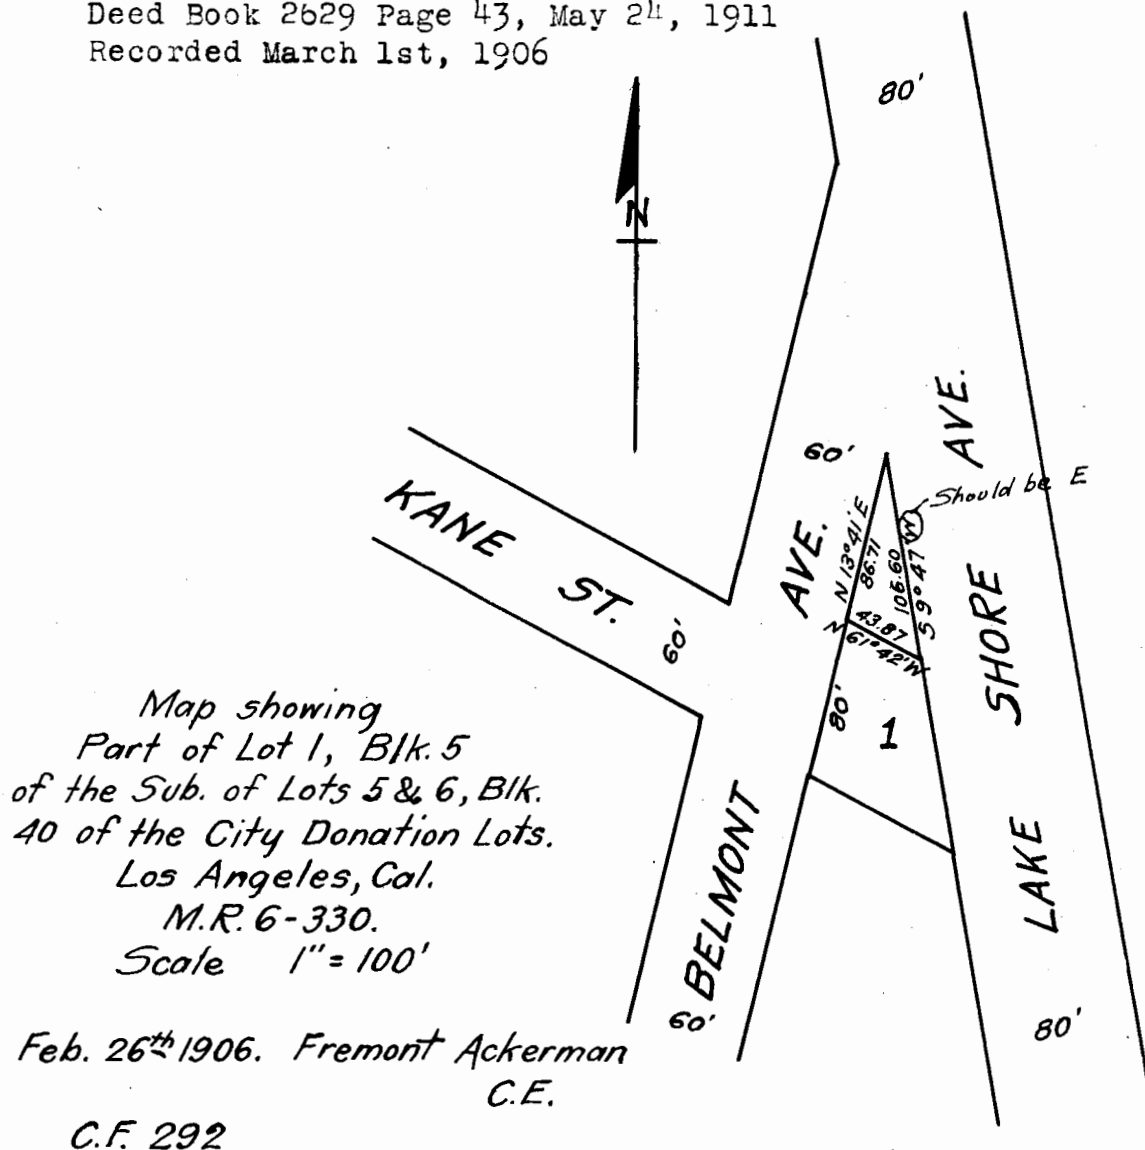 Deed Book 2629 Page 43, May 24, 1911
Recorded March 1st, 1906
80'
N
AVE.
60'
Should be E
KANE ST.
60'
AVE.
N 13°41'E
86.71
106.60
S 9°47' W
43.87
N 61°42'W
SHORE
80'
1
Map showing
Part of Lot 1, Blk. 5
of the Sub. of Lots 5 & 6, Blk.
40 of the City Donation Lots.
Los Angeles, Cal.
M.R. 6-330.
Scale 1" = 100'
BELMONT
LAKE
60'
80'
Feb. 26th 1906. Fremont Ackerman
C.E.
C.F. 292